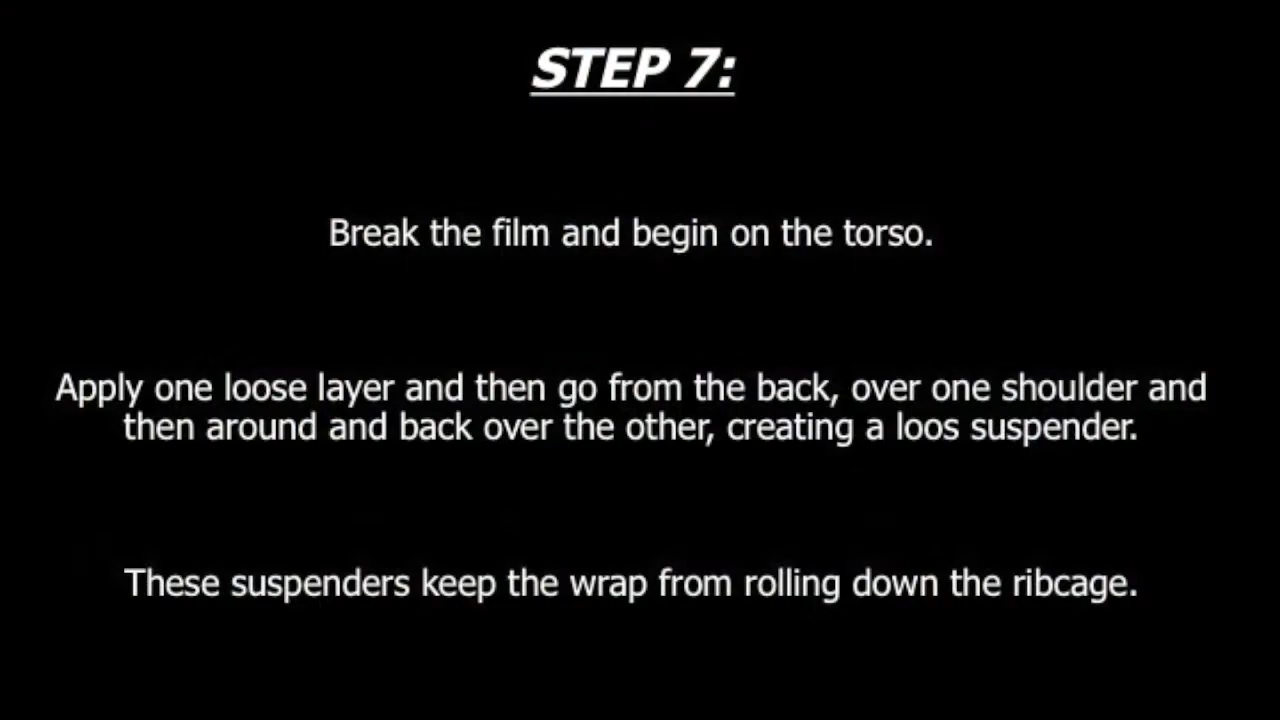 STEP 7:
Break the film and begin on the torso.
Apply one loose layer and then go from the back, over one shoulder and
then around and back over the other, creating a loos suspender.
These suspenders keep the wrap from rolling down the ribcage.